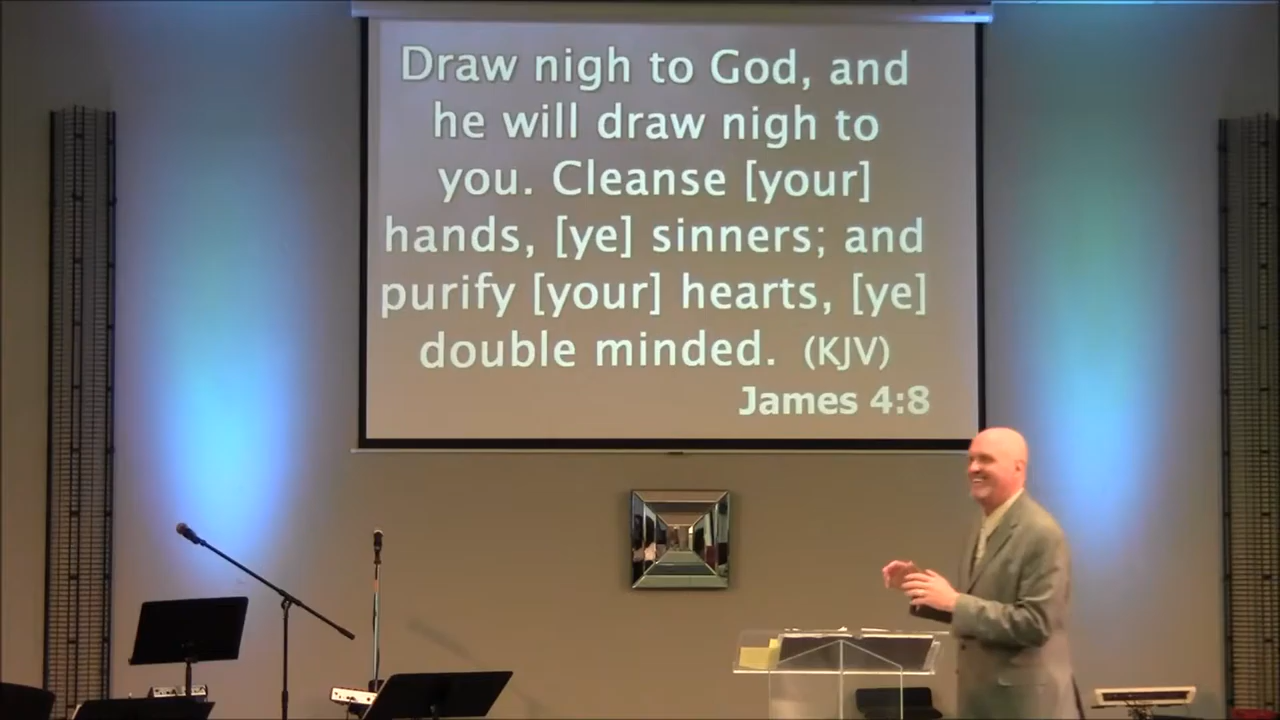 Draw nigh to God, and
he will draw nigh to
you. Cleanse [your]
hands, [ye] sinners; and
purify [your] hearts, [ye]
double minded. (KJV)
James 4:8